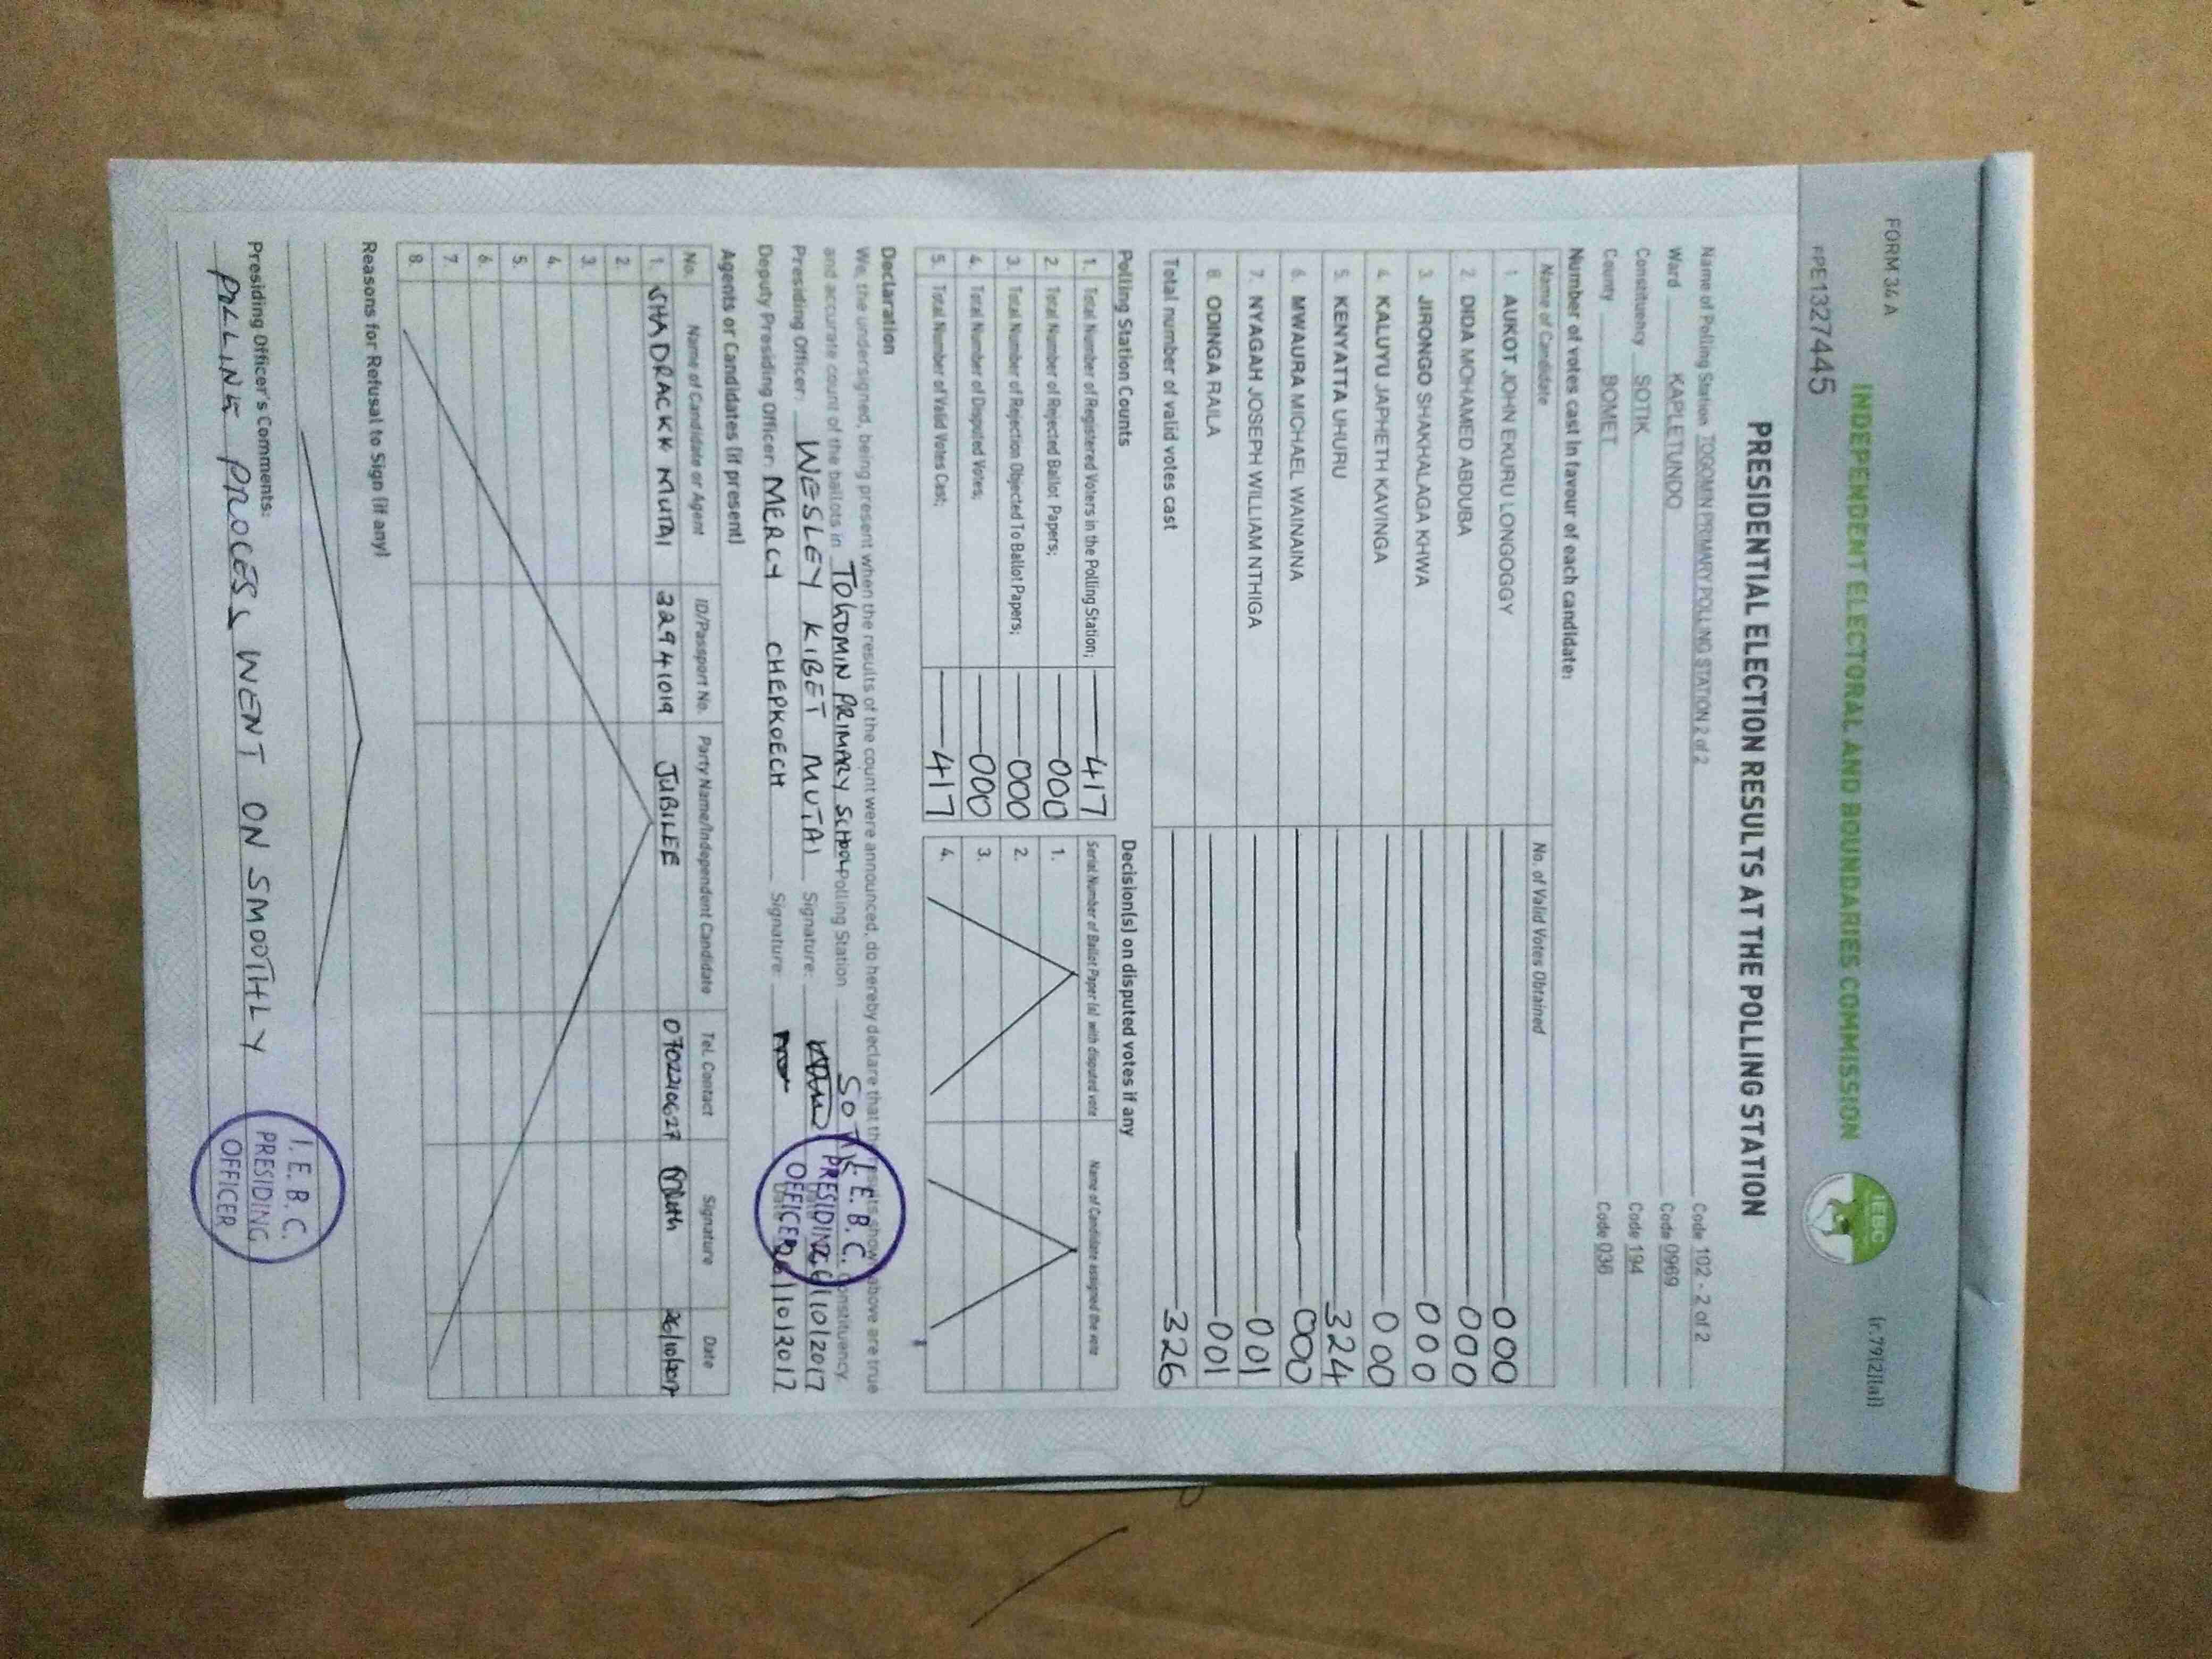 FORM 34 A
(r.79(2)(a))
INDEPENDENT ELECTORAL AND BOUNDARIES COMMISSION
IEBC
PPE1327445
PRESIDENTIAL ELECTION RESULTS AT THE POLLING STATION
Name of Polling Station TOGOMIN PRIMARY POLLING STATION 2 of 2 Code 102 - 2 of 2
Ward KAPLETUNDO Code 0969
Constituency SOTIK Code 194
County BOMET Code 036
Number of votes cast in favour of each candidate:
Name of Candidate No. of Valid Votes Obtained
1. AUKOT JOHN EKURU LONGOGGY 000
2. DIDA MOHAMED ABDUBA 000
3. JIRONGO SHAKHALAGA KHWA 000
4. KALUYU JAPHETH KAVINGA 000
5. KENYATTA UHURU 324
6. MWAURA MICHAEL WAINAINA 000
7. NYAGAH JOSEPH WILLIAM NTHIGA 001
8. ODINGA RAILA 001
Total number of valid votes cast 326
Polling Station Counts
1. Total Number of Registered Voters in the Polling Station; 417
2. Total Number of Rejected Ballot Papers; 000
3. Total Number of Rejection Objected To Ballot Papers; 000
4. Total Number of Disputed Votes; 000
5. Total Number of Valid Votes Cast; 417
Decision(s) on disputed votes if any
Serial Number of Ballot Paper (s) with disputed vote Name of Candidate assigned the vote
1.
2.
3.
4.
Declaration
We, the undersigned, being present when the results of the count were announced, do hereby declare that the results shown above are true
and accurate count of the ballots in TOGOMIN PRIMARY SCHOOL Polling Station SOTIK Constituency.
Presiding Officer: WESLEY KIBET MUTAI Signature: Date 26/10/2017
Deputy Presiding Officer: MERCY CHEPKOECH Signature: Date 26/10/2017
I.E.B.C.
PRESIDING
OFFICER
Agents or Candidates (if present)
No. Name of Candidate or Agent ID/Passport No. Party Name/Independent Candidate Tel. Contact Signature Date
1. SHADRACKK MUTAI 32941019 JUBILEE 0702210627 26/10/2017
2.
3.
4.
5.
6.
7.
8.
Reasons for Refusal to Sign (if any)
Presiding Officer's Comments:
POLLING PROCESS WENT ON SMOOTHLY
I.E.B.C.
PRESIDING
OFFICER